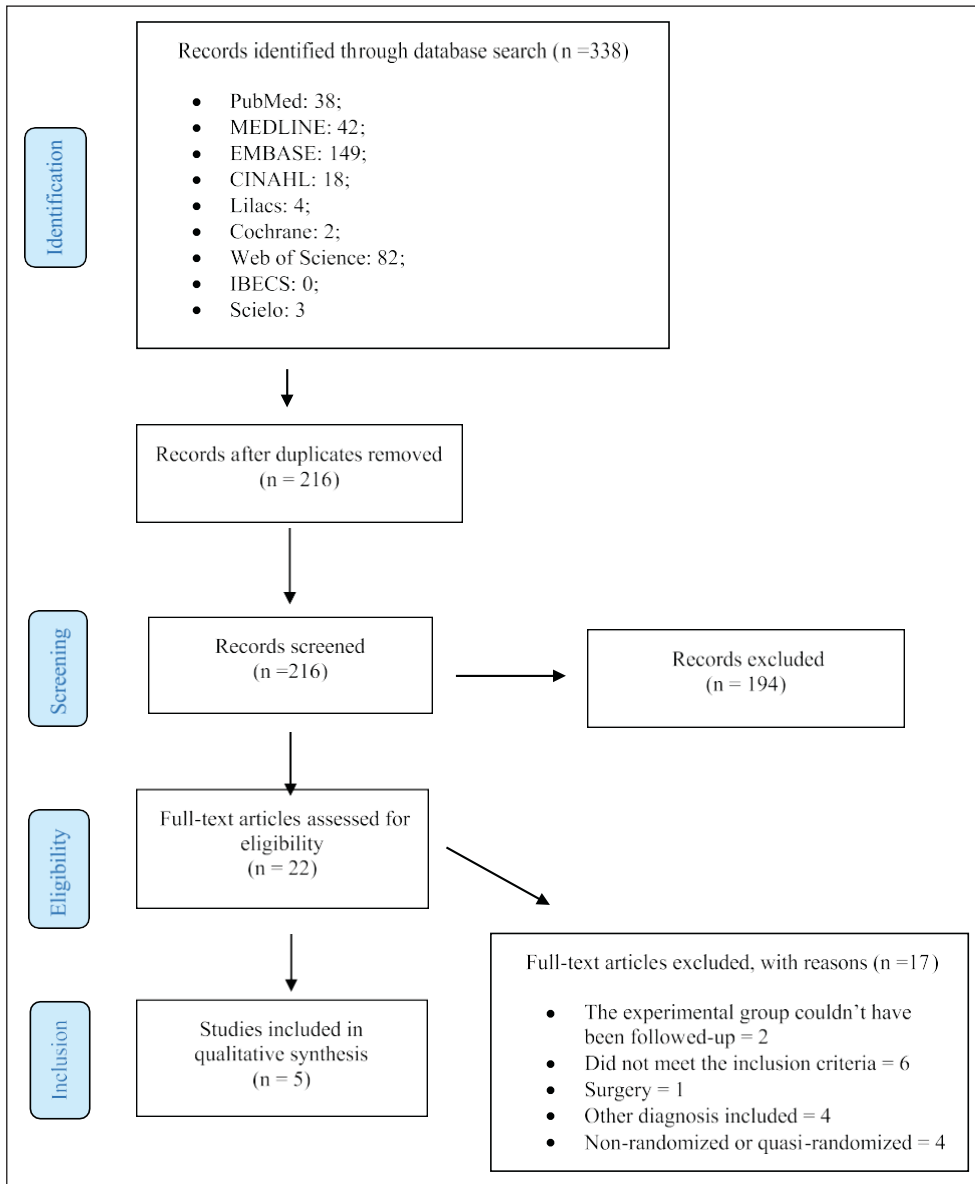 Identification
Records identified through database search (n =338)
• PubMed: 38;
• MEDLINE: 42;
• EMBASE: 149;
• CINAHL: 18;
• Lilacs: 4;
• Cochrane: 2;
• Web of Science: 82;
• IBECS: 0;
• Scielo: 3
Records after duplicates removed
(n = 216)
Screening
Records screened
(n =216)
Records excluded
(n = 194)
Eligibility
Full-text articles assessed for
eligibility
(n = 22)
Full-text articles excluded, with reasons (n =17)
• The experimental group couldn’t have
been followed-up = 2
• Did not meet the inclusion criteria = 6
• Surgery = 1
• Other diagnosis included = 4
• Non-randomized or quasi-randomized = 4
Inclusion
Studies included in
qualitative synthesis
(n = 5)